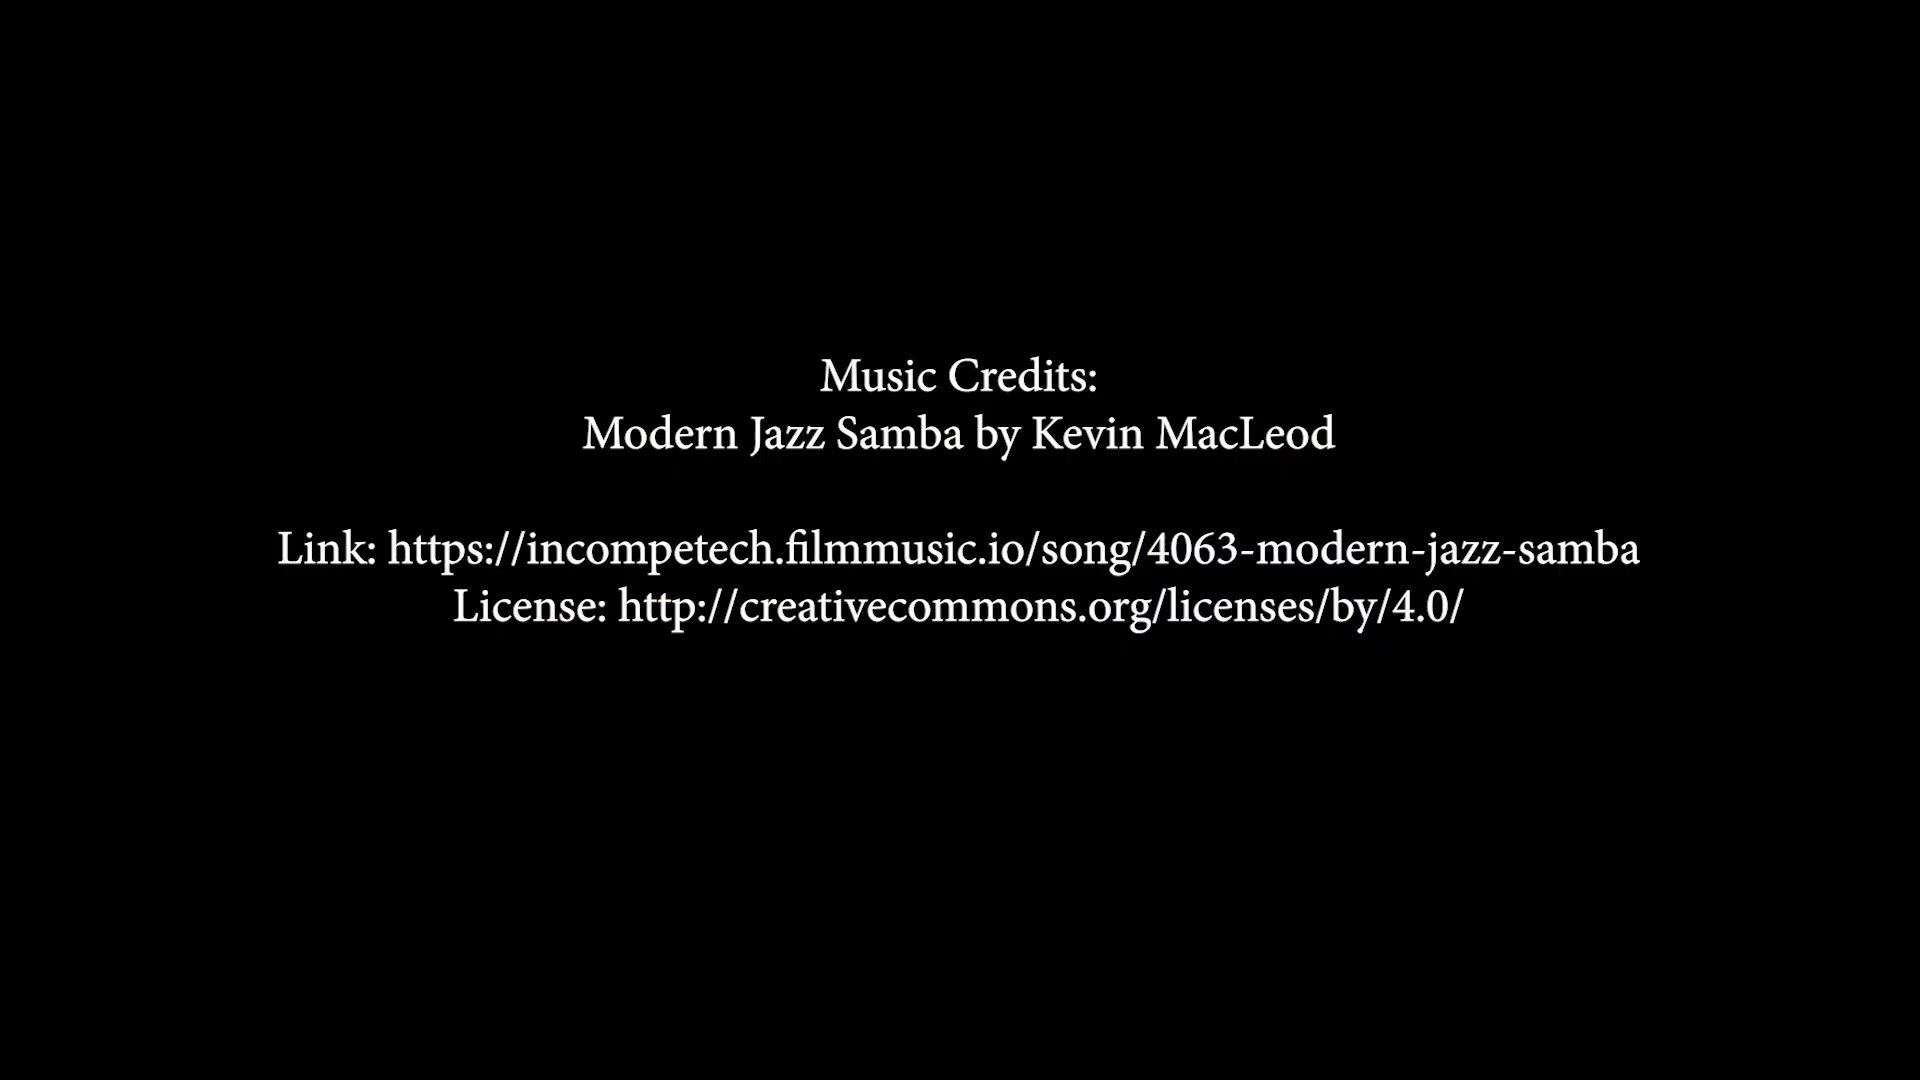 Music Credits:
Modern Jazz Samba by Kevin MacLeod
Link: https://incompetech.filmmusic.io/song/4063-modern-jazz-samba
License: http://creativecommons.org/licenses/by/4.0/